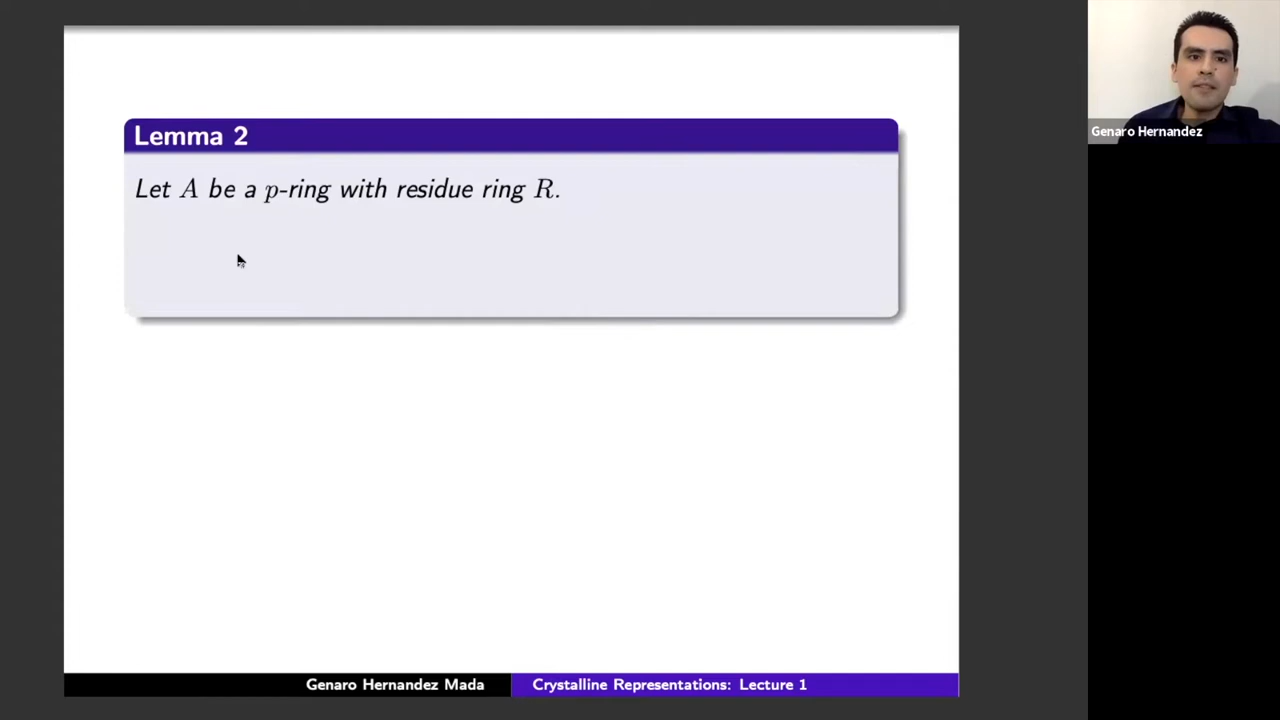 Lemma 2
Let A be a p-ring with residue ring R.
Genaro Hernandez
Genaro Hernandez Mada
Crystalline Representations: Lecture 1